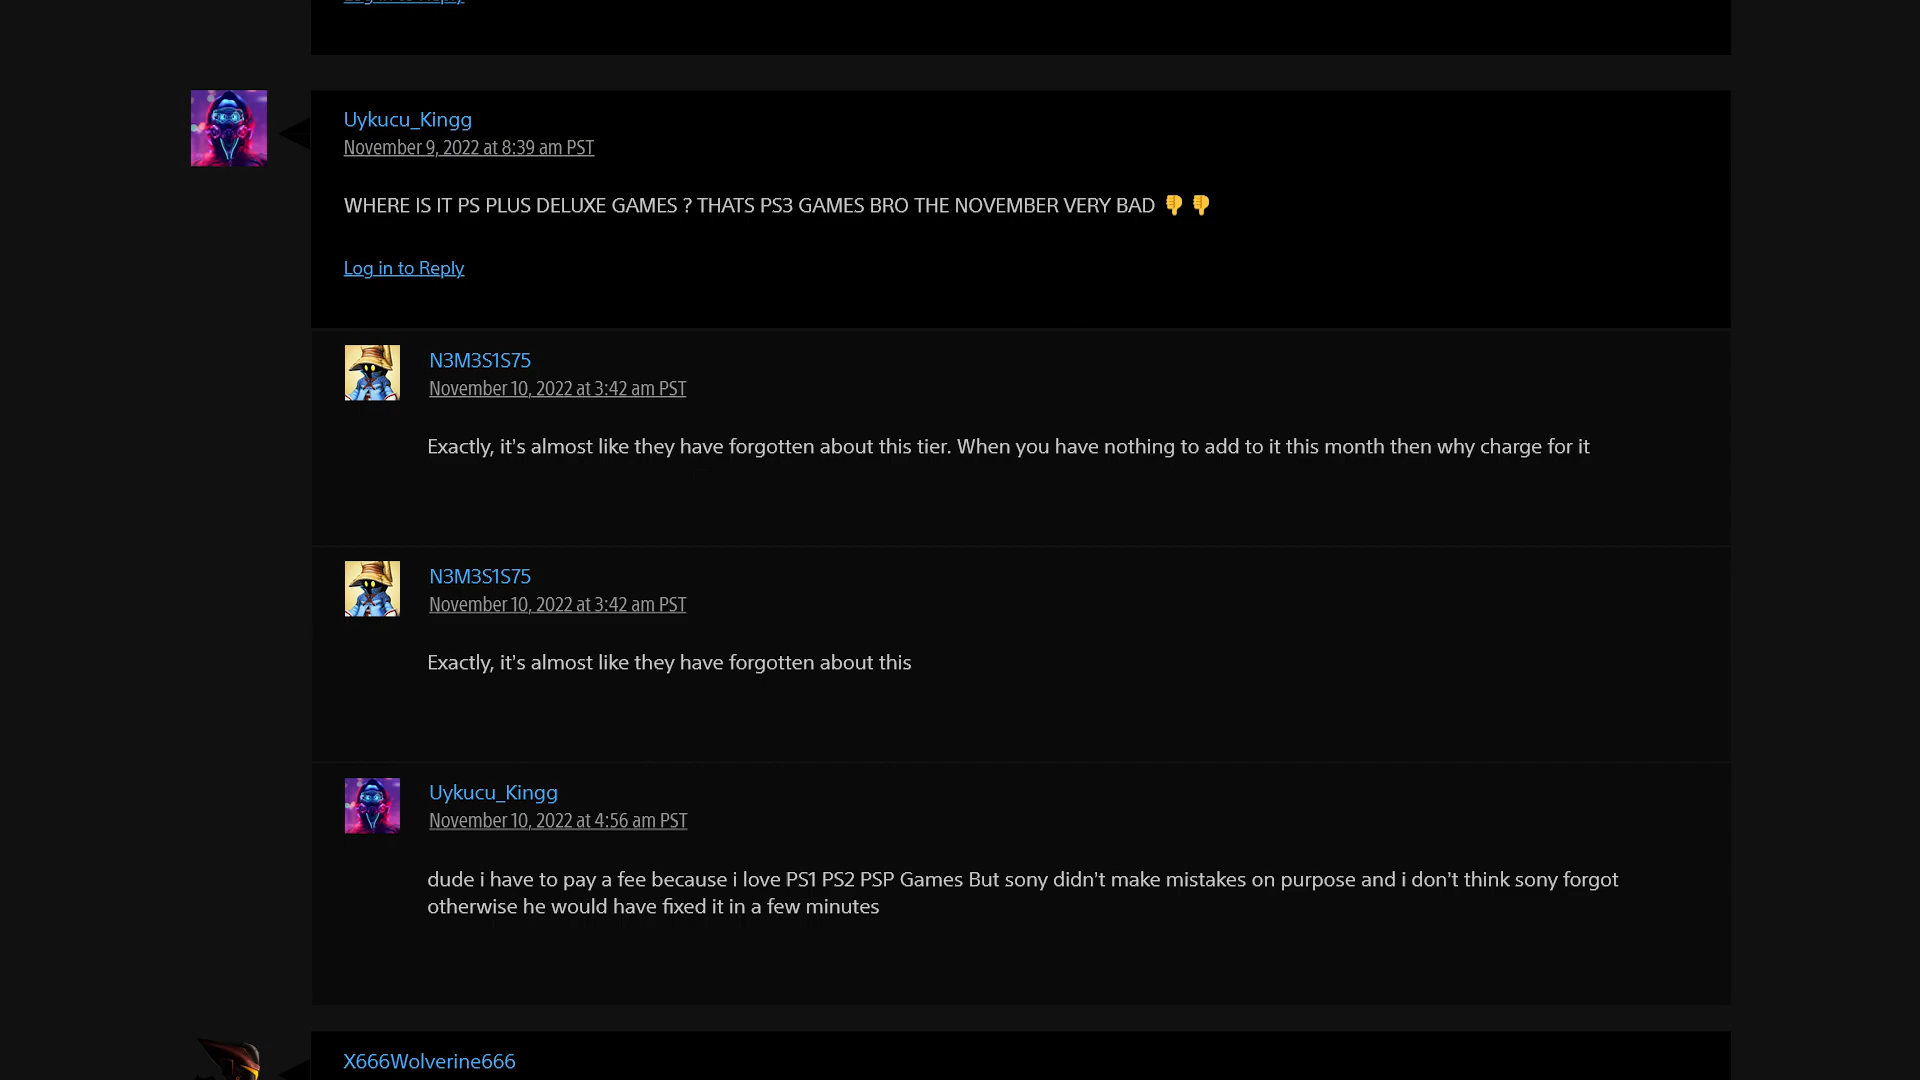 Log in to Reply
Uykucu_Kingg
November 9, 2022 at 8:39 am PST
WHERE IS IT PS PLUS DELUXE GAMES ? THATS PS3 GAMES BRO THE NOVEMBER VERY BAD 👎 👎
Log in to Reply
N3M3S1S75
November 10, 2022 at 3:42 am PST
Exactly, it’s almost like they have forgotten about this tier. When you have nothing to add to it this month then why charge for it
N3M3S1S75
November 10, 2022 at 3:42 am PST
Exactly, it’s almost like they have forgotten about this
Uykucu_Kingg
November 10, 2022 at 4:56 am PST
dude i have to pay a fee because i love PS1 PS2 PSP Games But sony didn’t make mistakes on purpose and i don’t think sony forgot
otherwise he would have fixed it in a few minutes
X666Wolverine666